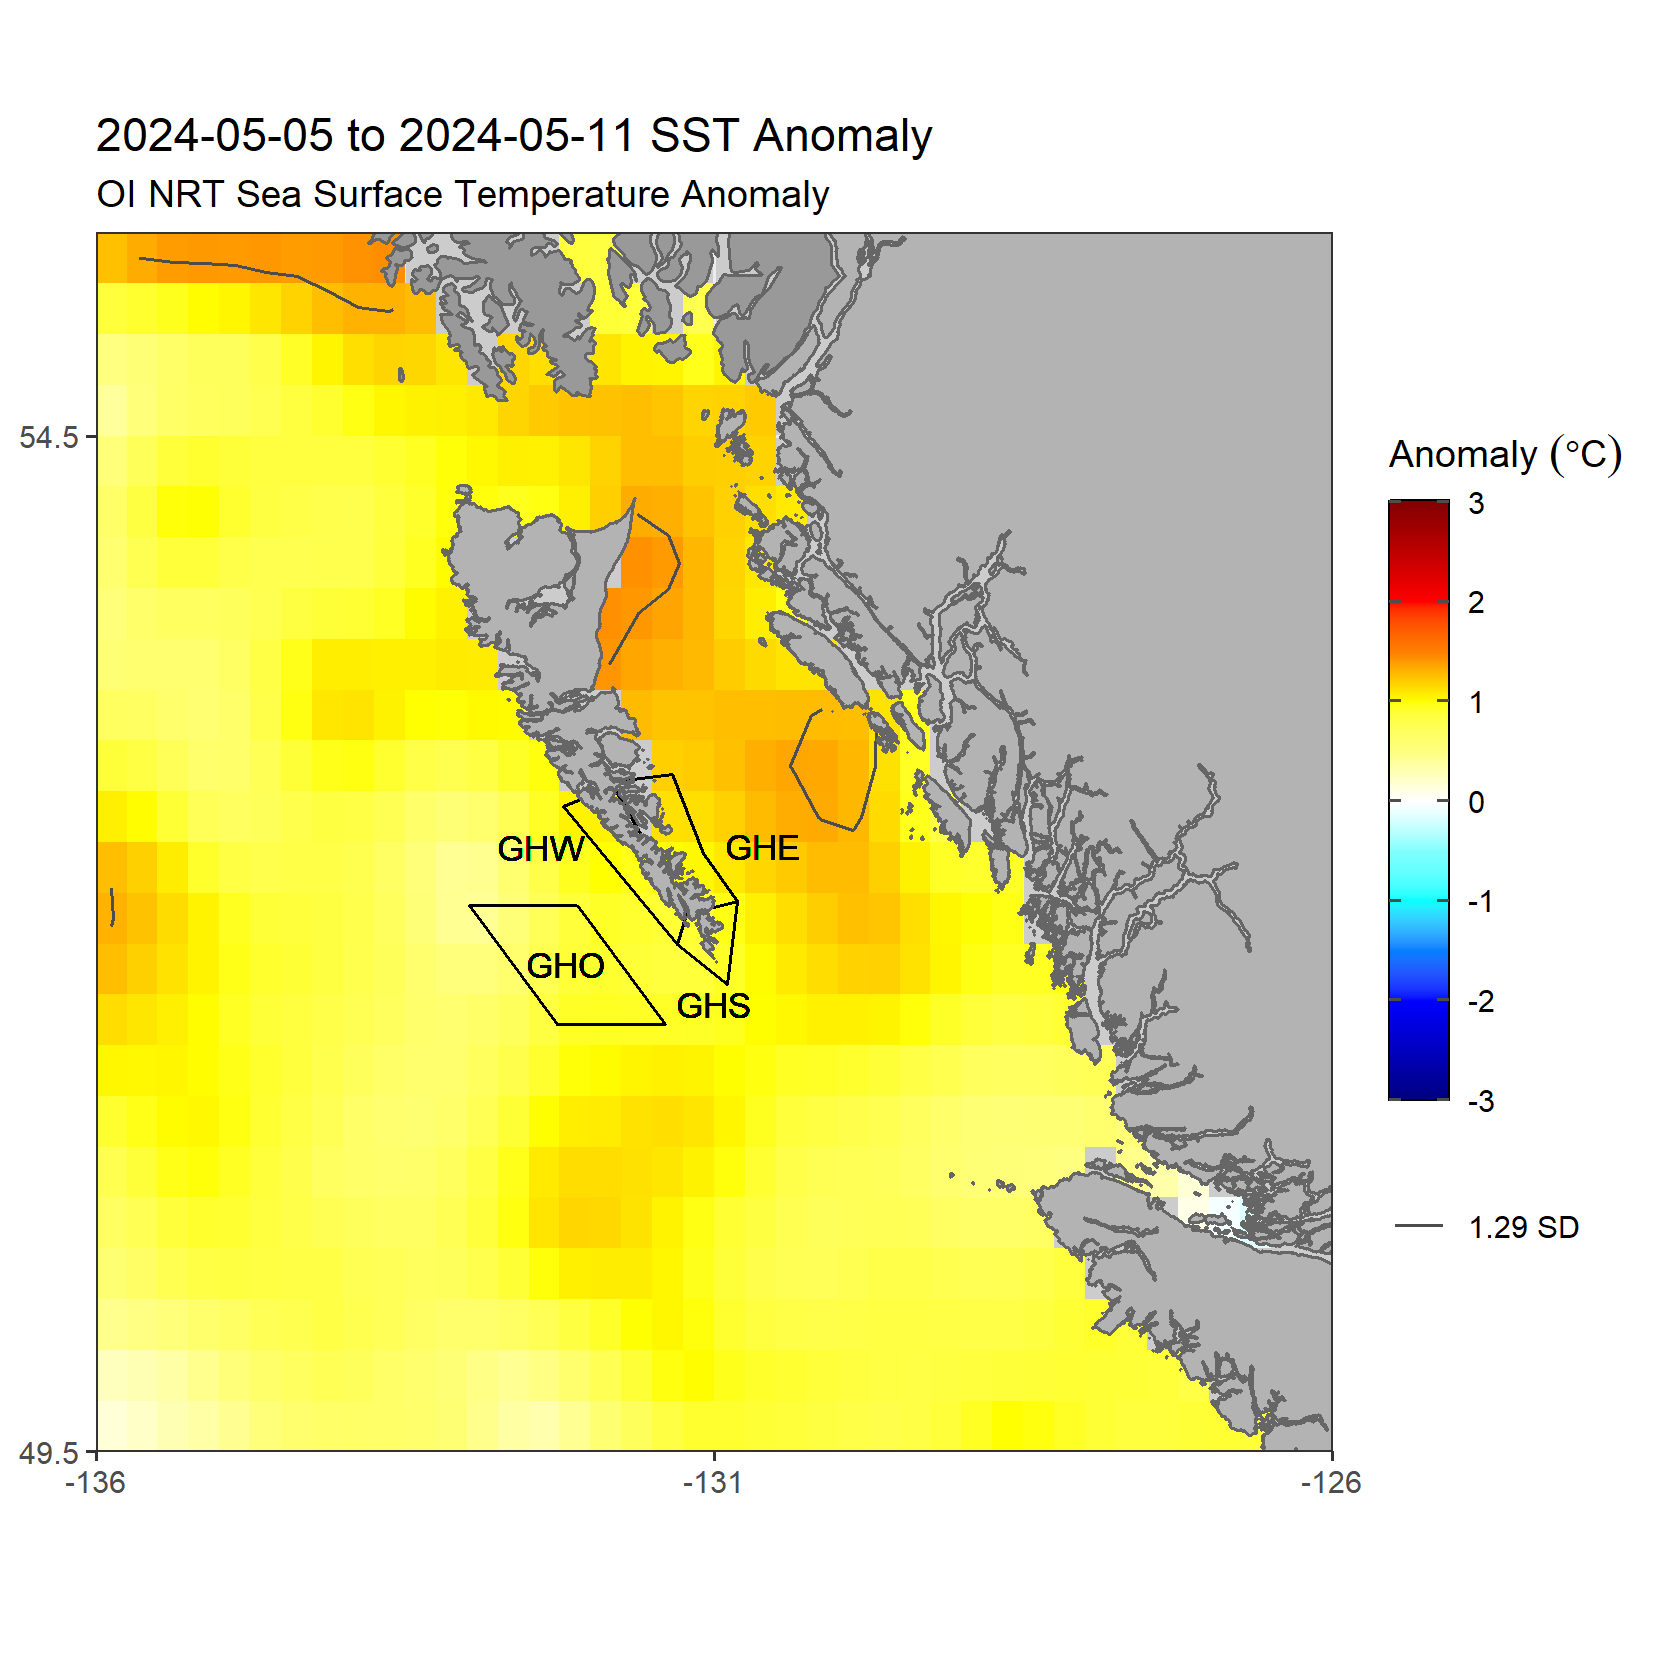 2024-05-05 to 2024-05-11 SST Anomaly
OI NRT Sea Surface Temperature Anomaly
54.5
49.5
-136
-131
-126
GHW
GHE
GHO
GHS
Anomaly (°C)
3
2
1
0
-1
-2
-3
1.29 SD